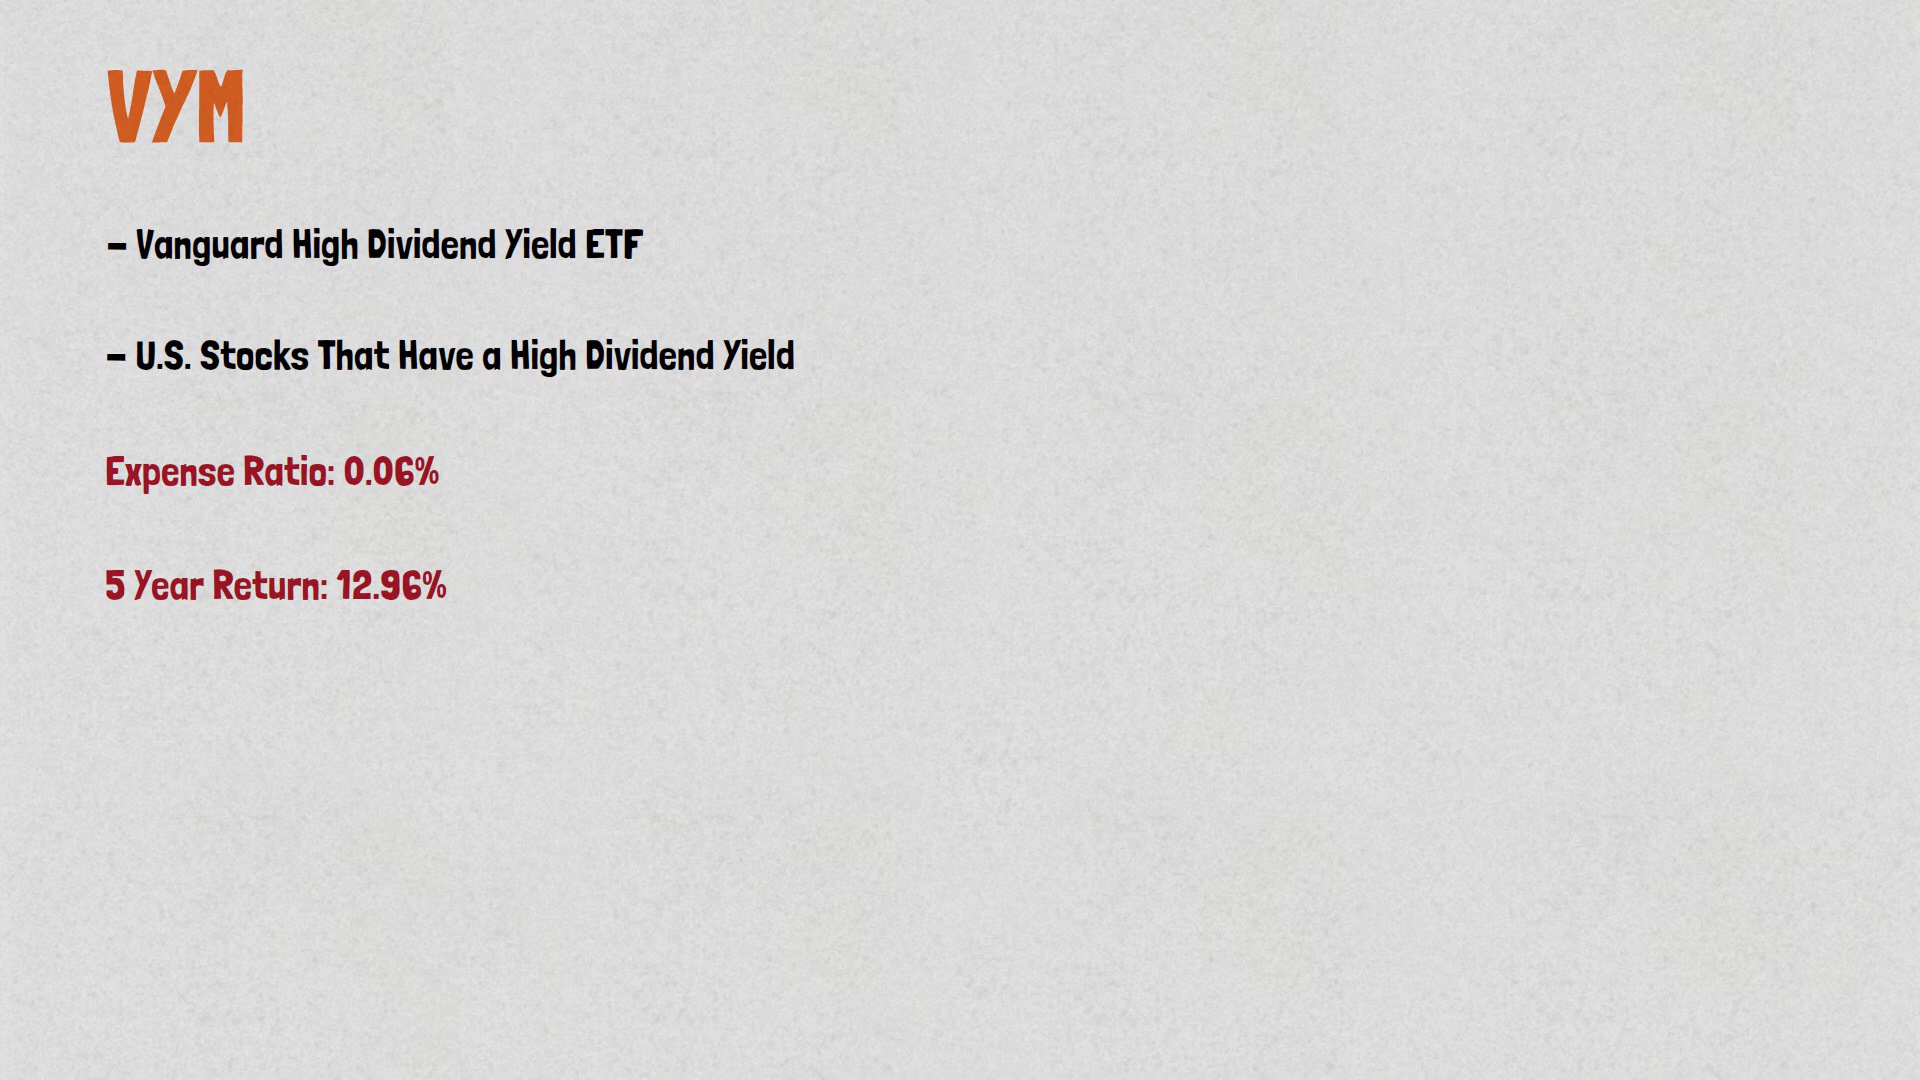 VYM
- Vanguard High Dividend Yield ETF
- U.S. Stocks That Have a High Dividend Yield
Expense Ratio: 0.06%
5 Year Return: 12.96%